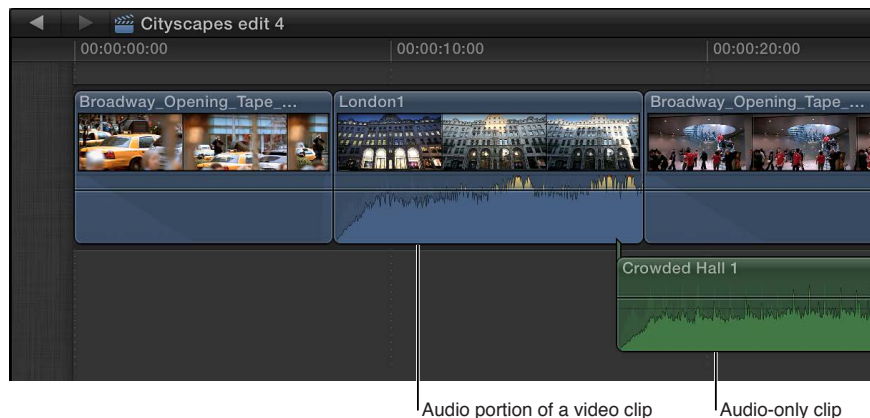 Cityscapes edit 4
00:00:00:00 00:00:10:00 00:00:20:00
Broadway_Opening_Tape_... London1 Broadway_Opening_Tape_...
Crowded Hall 1
Audio portion of a video clip Audio-only clip